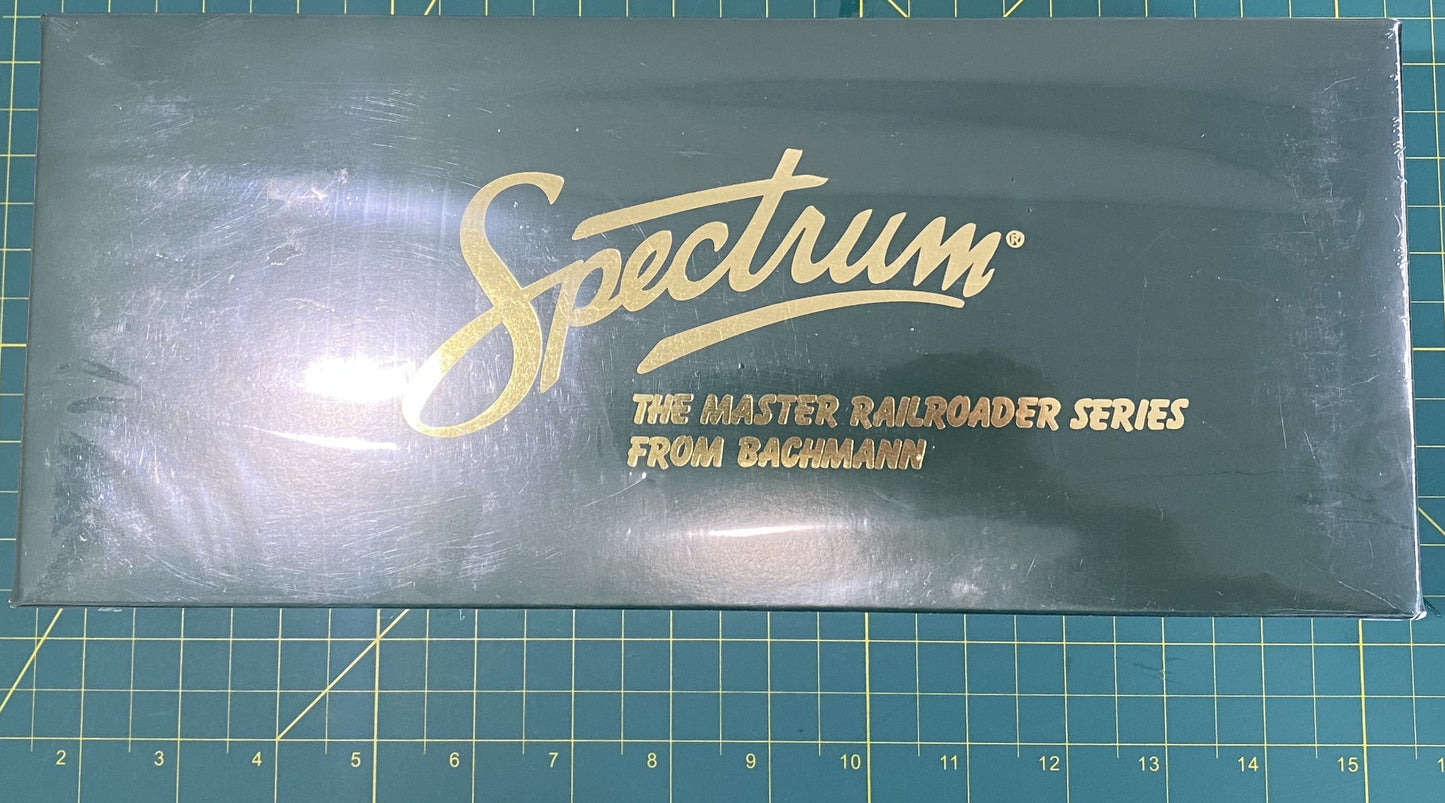 Spectrum®
THE MASTER RAILROADER SERIES
FROM BACHMANN
2 3 4 5 6 7 8 9 10 11 12 13 14 15